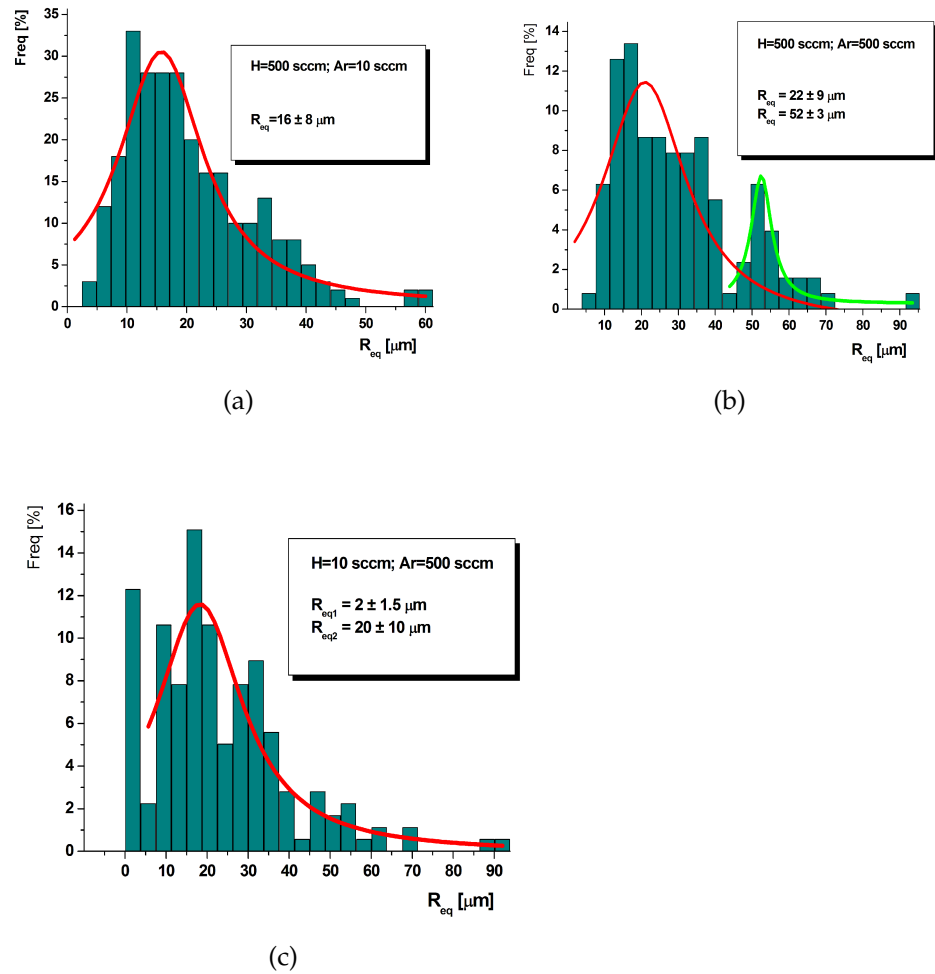 Freq [%]
35
30
25
20
15
10
5
0
H=500 sccm; Ar=10 sccm
R_eq=16 ± 8 μm
0 10 20 30 40 50 60
R_eq [μm]
(a)
Freq [%]
14
12
10
8
6
4
2
0
H=500 sccm; Ar=500 sccm
R_eq = 22 ± 9 μm
R_eq = 52 ± 3 μm
10 20 30 40 50 60 70 80 90
R_eq [μm]
(b)
Freq [%]
16
14
12
10
8
6
4
2
0
H=10 sccm; Ar=500 sccm
R_eq1 = 2 ± 1.5 μm
R_eq2 = 20 ± 10 μm
0 10 20 30 40 50 60 70 80 90
R_eq [μm]
(c)